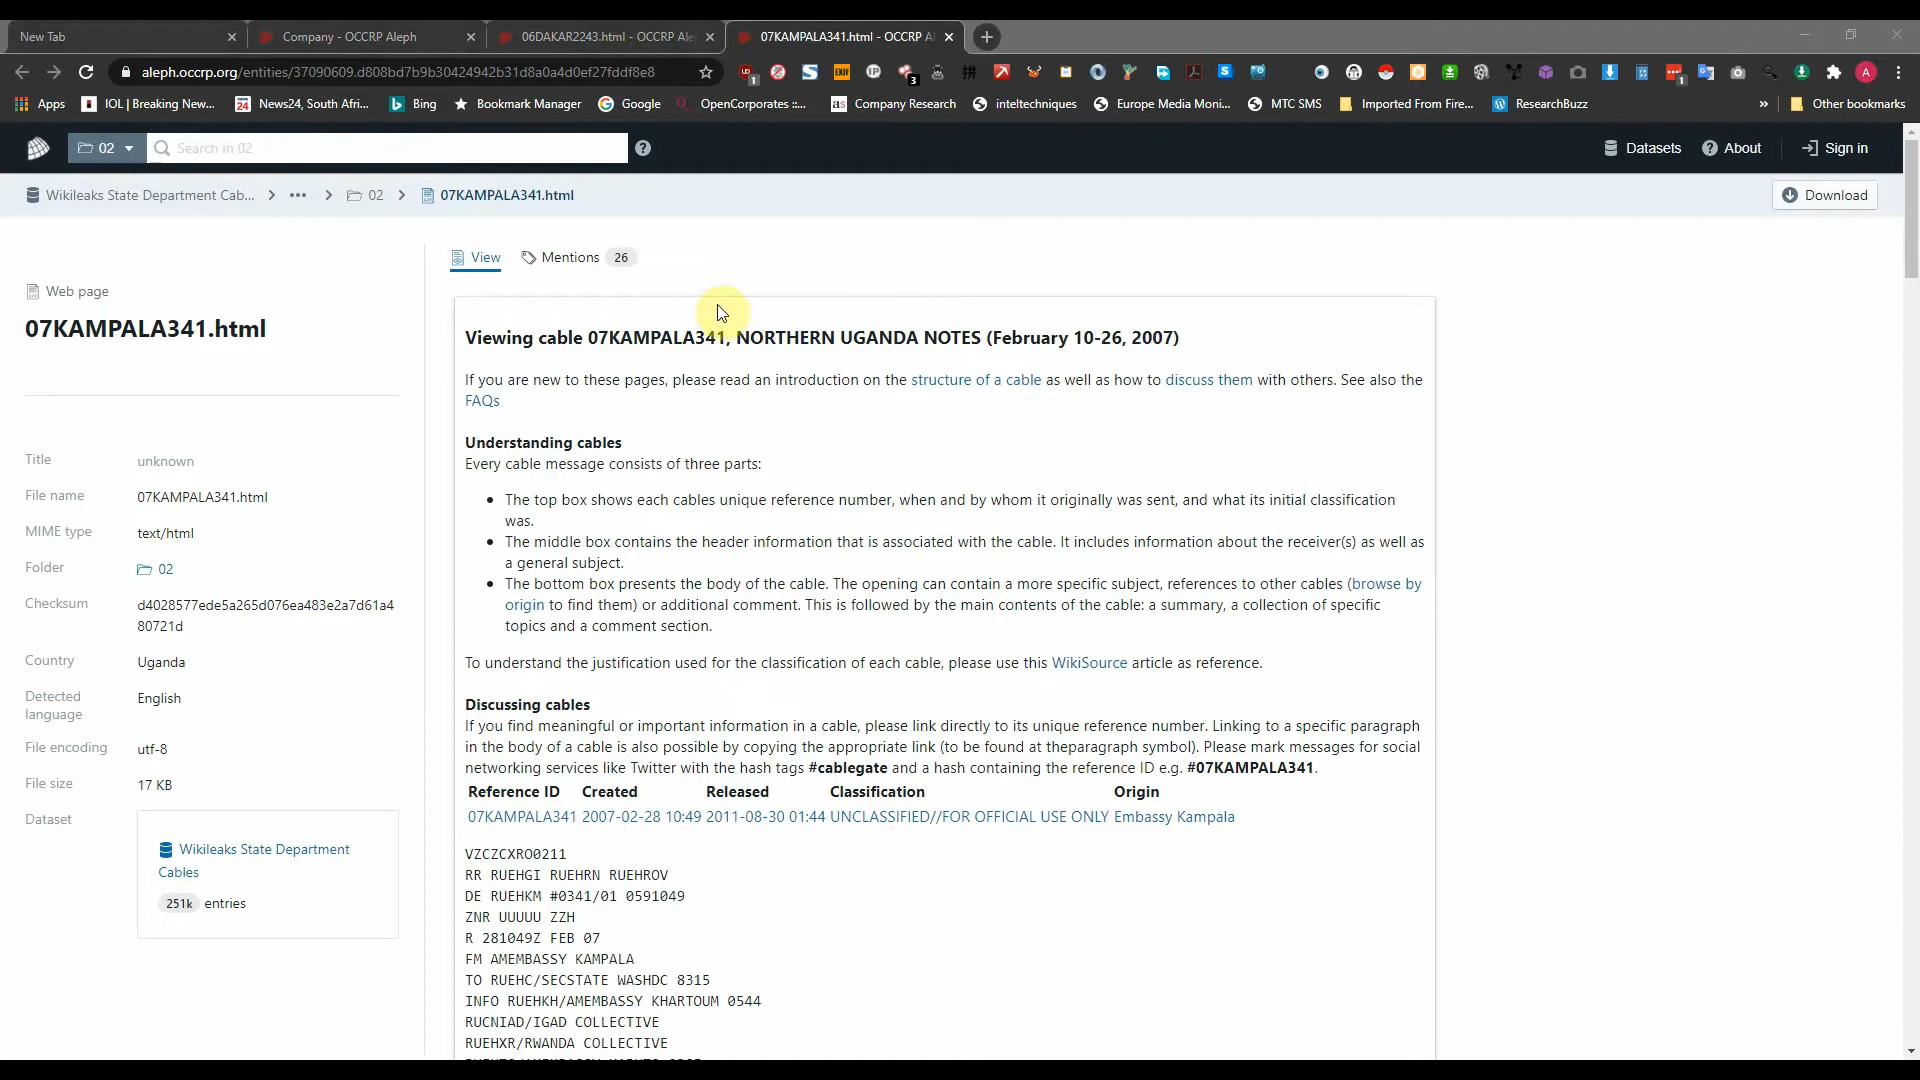 New Tab
Company - OCCRP Aleph
06DAKAR2243.html - OCCRP Ale
07KAMPALA341.html - OCCRP A
aleph.occrp.org/entities/37090609.d808bd7b9b30424942b31d8a0a4d0ef27fddf8e8
Apps IOL | Breaking New... News24, South Afri... Bing Bookmark Manager Google OpenCorporates ::... Company Research inteltechniques Europe Media Moni... MTC SMS Imported From Fire... ResearchBuzz » Other bookmarks
02 Search in 02 Datasets About Sign in
Wikileaks State Department Cab... ••• 02 07KAMPALA341.html Download
View Mentions 26
Web page
07KAMPALA341.html
Title unknown
File name 07KAMPALA341.html
MIME type text/html
Folder 02
Checksum d4028577ede5a265d076ea483e2a7d61a4
80721d
Country Uganda
Detected English
language
File encoding utf-8
File size 17 KB
Dataset
Wikileaks State Department
Cables
251k entries
Viewing cable 07KAMPALA341, NORTHERN UGANDA NOTES (February 10-26, 2007)
If you are new to these pages, please read an introduction on the structure of a cable as well as how to discuss them with others. See also the
FAQs
Understanding cables
Every cable message consists of three parts:
• The top box shows each cables unique reference number, when and by whom it originally was sent, and what its initial classification
was.
• The middle box contains the header information that is associated with the cable. It includes information about the receiver(s) as well as
a general subject.
• The bottom box presents the body of the cable. The opening can contain a more specific subject, references to other cables (browse by
origin to find them) or additional comment. This is followed by the main contents of the cable: a summary, a collection of specific
topics and a comment section.
To understand the justification used for the classification of each cable, please use this WikiSource article as reference.
Discussing cables
If you find meaningful or important information in a cable, please link directly to its unique reference number. Linking to a specific paragraph
in the body of a cable is also possible by copying the appropriate link (to be found at theparagraph symbol). Please mark messages for social
networking services like Twitter with the hash tags #cablegate and a hash containing the reference ID e.g. #07KAMPALA341.
Reference ID Created Released Classification Origin
07KAMPALA341 2007-02-28 10:49 2011-08-30 01:44 UNCLASSIFIED//FOR OFFICIAL USE ONLY Embassy Kampala
VZCZCXRO0211
RR RUEHGI RUEHRN RUEHROV
DE RUEHKM #0341/01 0591049
ZNR UUUUU ZZH
R 281049Z FEB 07
FM AMEMBASSY KAMPALA
TO RUEHC/SECSTATE WASHDC 8315
INFO RUEHKH/AMEMBASSY KHARTOUM 0544
RUCNIAD/IGAD COLLECTIVE
RUEHXR/RWANDA COLLECTIVE